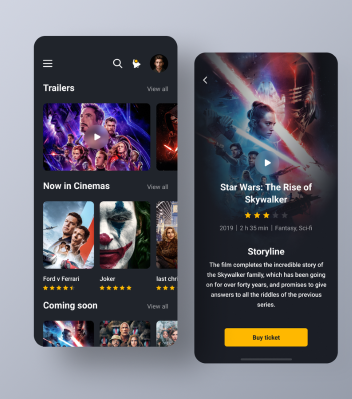 Trailers
View all
Now in Cinemas
View all
Ford v Ferrari
Joker
last chri
Coming soon
View all
Star Wars: The Rise of
Skywalker
2019 | 2 h 35 min | Fantasy, Sci-fi
Storyline
The film completes the incredible story of
the Skywalker family, which has been going
on for over forty years, and promises to give
answers to all the riddles of the previous
series.
Buy ticket